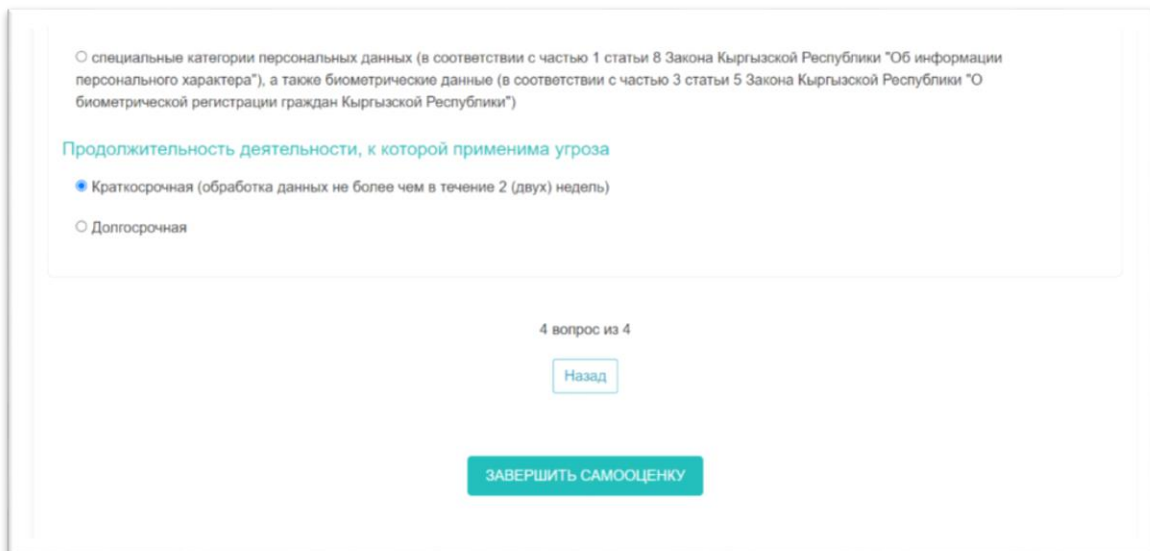 специальные категории персональных данных (в соответствии с частью 1 статьи 8 Закона Кыргызской Республики "Об информации
персонального характера"), а также биометрические данные (в соответствии с частью 3 статьи 5 Закона Кыргызской Республики "О
биометрической регистрации граждан Кыргызской Республики")
Продолжительность деятельности, к которой применима угроза
Краткосрочная (обработка данных не более чем в течение 2 (двух) недель)
Долгосрочная
4 вопрос из 4
Назад
ЗАВЕРШИТЬ САМООЦЕНКУ